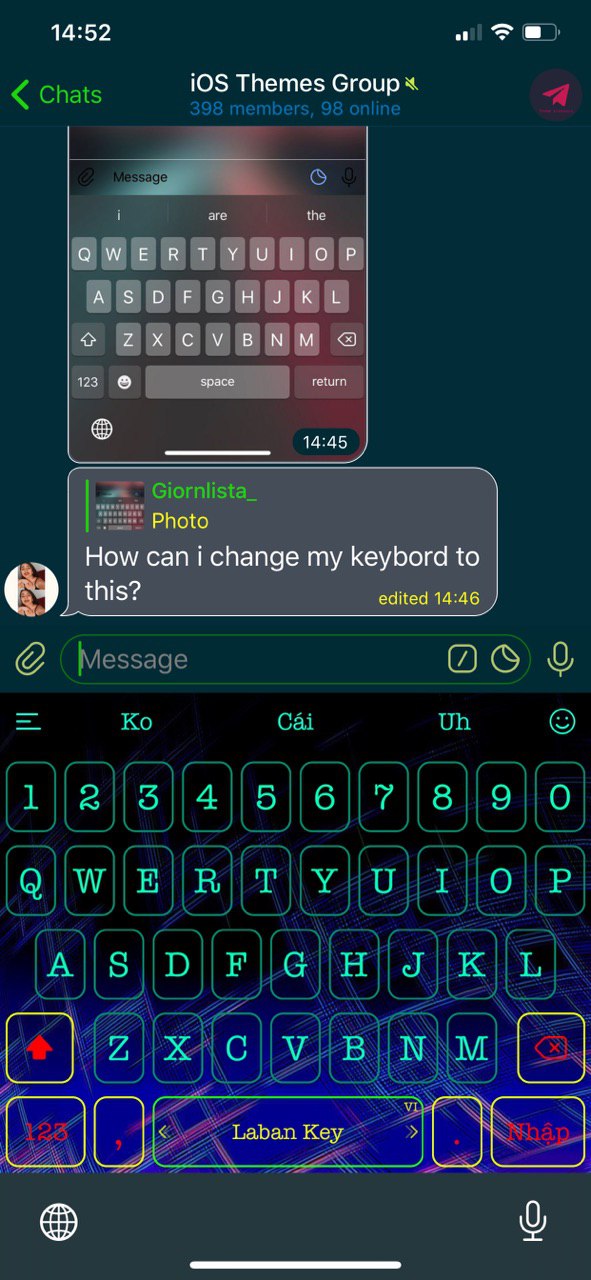 14:52
Chats
iOS Themes Group
398 members, 98 online
Message
i are the
Q W E R T Y U I O P
A S D F G H J K L
Z X C V B N M
123 space return
14:45
Giornlista_
Photo
How can i change my keybord to
this?
edited 14:46
Message
Ko Cái Uh
1 2 3 4 5 6 7 8 9 0
Q W E R T Y U I O P
A S D F G H J K L
Z X C V B N M
123 , « Laban Key » VI . Nhập